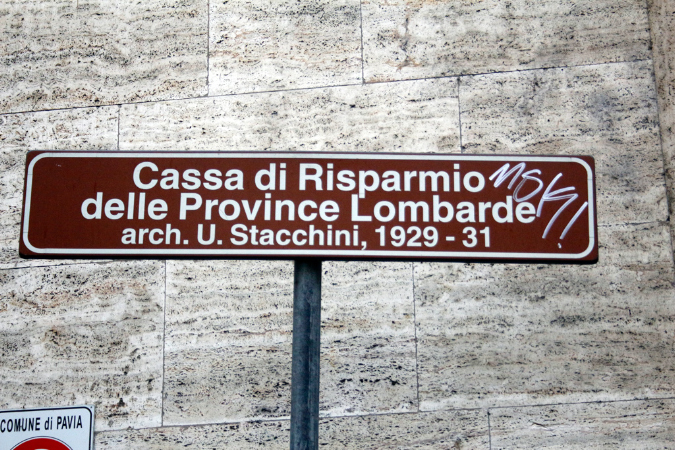 Cassa di Risparmio
delle Province Lombarde
arch. U. Stacchini, 1929 - 31
COMUNE di PAVIA